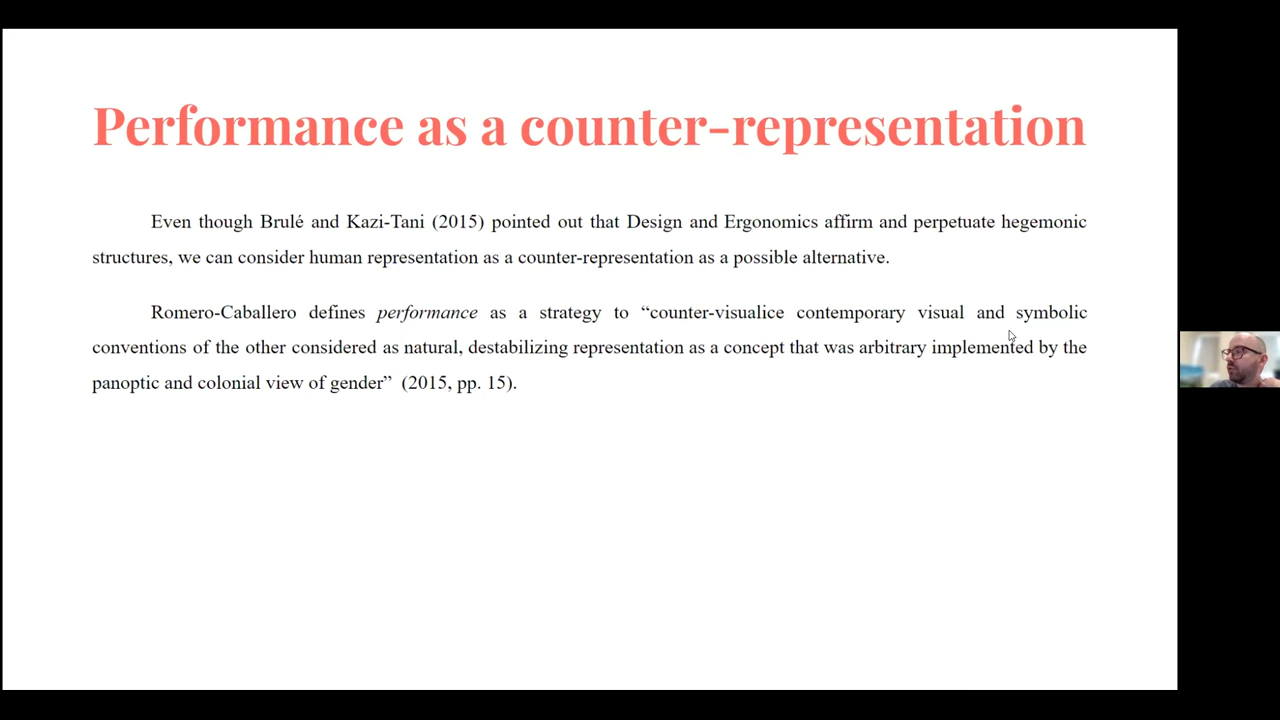 Performance as a counter-representation
Even though Brulé and Kazi-Tani (2015) pointed out that Design and Ergonomics affirm and perpetuate hegemonic
structures, we can consider human representation as a counter-representation as a possible alternative.
Romero-Caballero defines performance as a strategy to “counter-visualice contemporary visual and symbolic
conventions of the other considered as natural, destabilizing representation as a concept that was arbitrary implemented by the
panoptic and colonial view of gender” (2015, pp. 15).